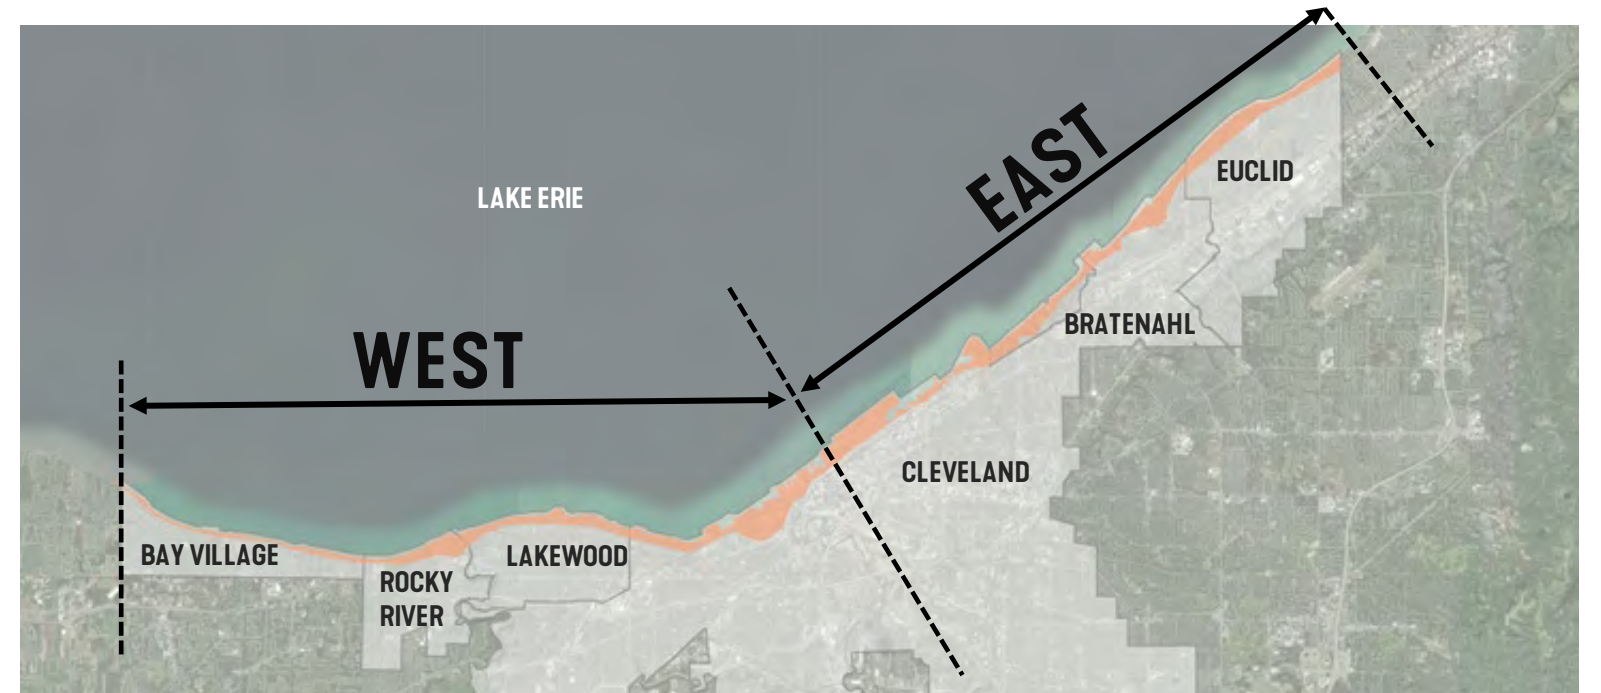 EAST
EUCLID
LAKE ERIE
BRATENAHL
WEST
CLEVELAND
BAY VILLAGE
LAKEWOOD
ROCKY
RIVER